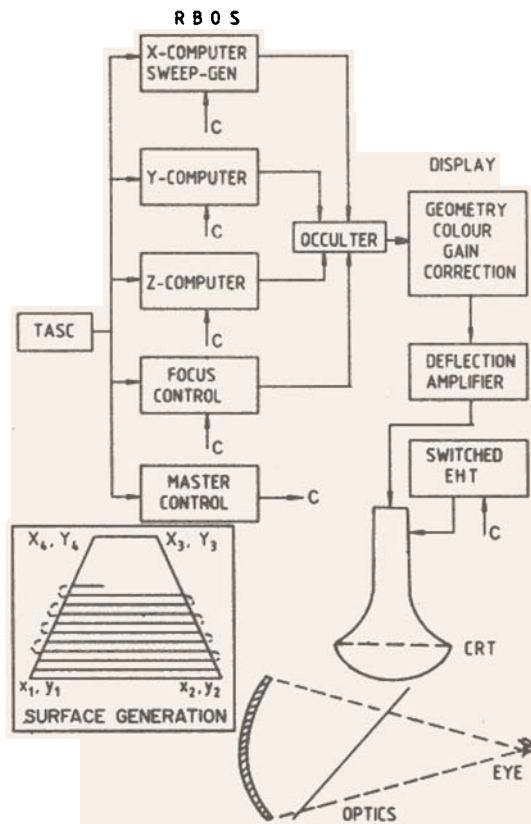 RBOS
X-COMPUTER
SWEEP-GEN
C
Y-COMPUTER
C
Z-COMPUTER
C
TASC
FOCUS
CONTROL
C
MASTER
CONTROL
C
OCCULTER
DISPLAY
GEOMETRY
COLOUR
GAIN
CORRECTION
DEFLECTION
AMPLIFIER
SWITCHED
EHT
C
CRT
X4, Y4
X3, Y3
x1, y1
x2, y2
SURFACE GENERATION
EYE
OPTICS